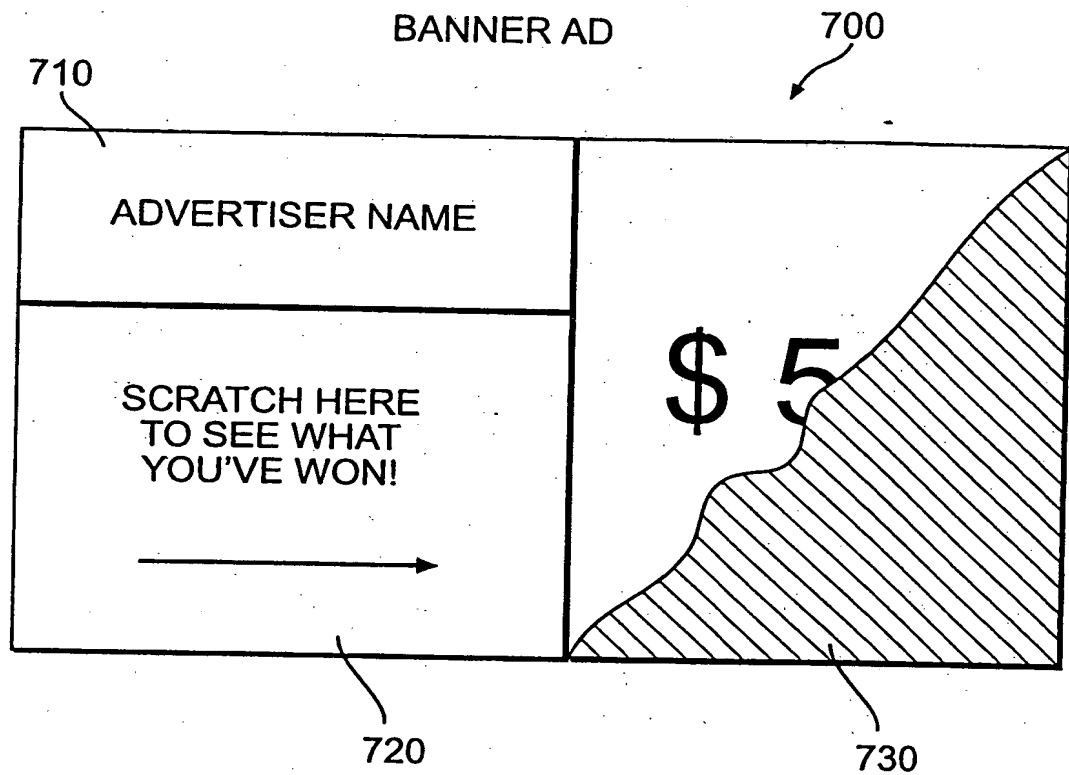 BANNER AD
700
710
ADVERTISER NAME
SCRATCH HERE
TO SEE WHAT
YOU'VE WON!
$ 5
720
730